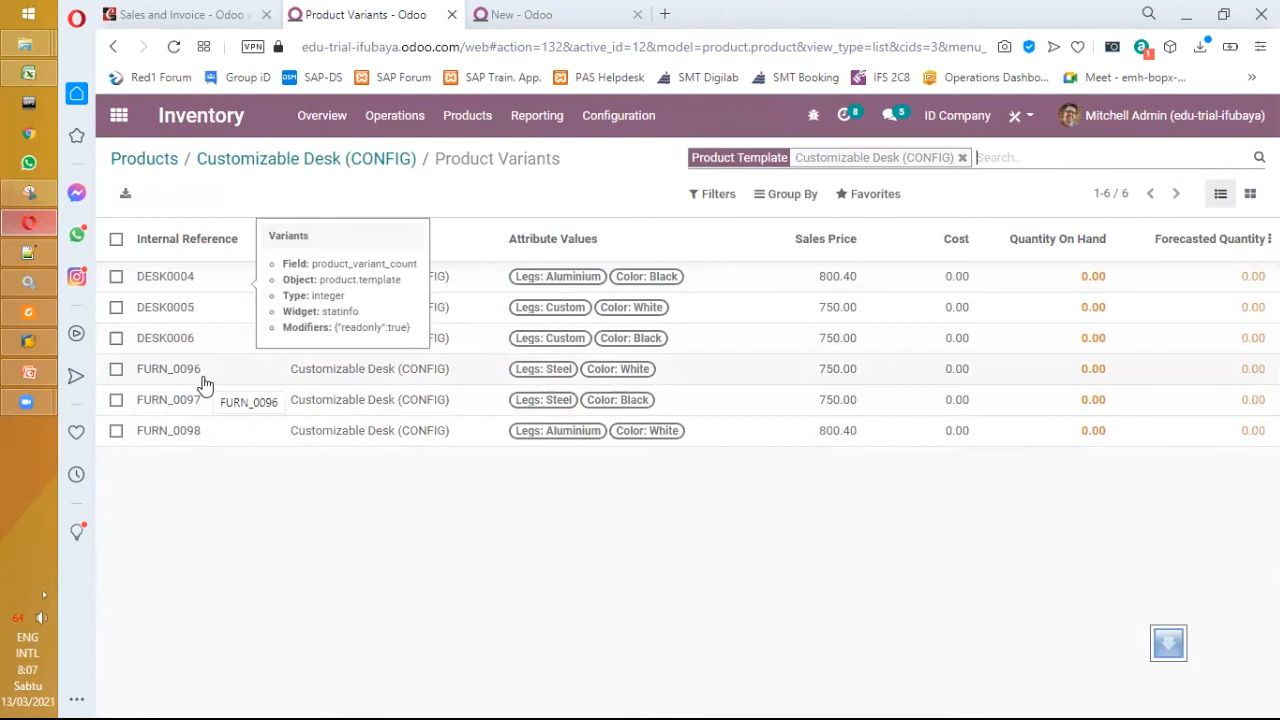 Sales and Invoice - Odoo v
Product Variants - Odoo
New - Odoo
VPN
edu-trial-ifubaya.odoo.com/web#action=132&active_id=12&model=product.product&view_type=list&cids=3&menu_
1
Red1 Forum
Group iD
DSM
SAP-DS
SAP Forum
SAP Train. App.
PAS Helpdesk
SMT Digilab
SMT Booking
IFS 2C8
Operations Dashbo...
Meet - emh-bopx-...
Inventory
Overview
Operations
Products
Reporting
Configuration
8
5
ID Company
Mitchell Admin (edu-trial-ifubaya)
Products / Customizable Desk (CONFIG) / Product Variants
Product Template
Customizable Desk (CONFIG)
Search...
Filters
Group By
Favorites
1-6 / 6
Internal Reference
Attribute Values
Sales Price
Cost
Quantity On Hand
Forecasted Quantity
Variants
Field: product_variant_count
Object: product.template
Type: integer
Widget: statinfo
Modifiers: {"readonly":true}
DESK0004 IG) Legs: Aluminium Color: Black 800.40 0.00 0.00 0.00
DESK0005 IG) Legs: Custom Color: White 750.00 0.00 0.00 0.00
DESK0006 IG) Legs: Custom Color: Black 750.00 0.00 0.00 0.00
FURN_0096 Customizable Desk (CONFIG) Legs: Steel Color: White 750.00 0.00 0.00 0.00
FURN_0097 Customizable Desk (CONFIG) Legs: Steel Color: Black 750.00 0.00 0.00 0.00
FURN_0096
FURN_0098 Customizable Desk (CONFIG) Legs: Aluminium Color: White 800.40 0.00 0.00 0.00
64
ENG
INTL
8:07
Sabtu
13/03/2021